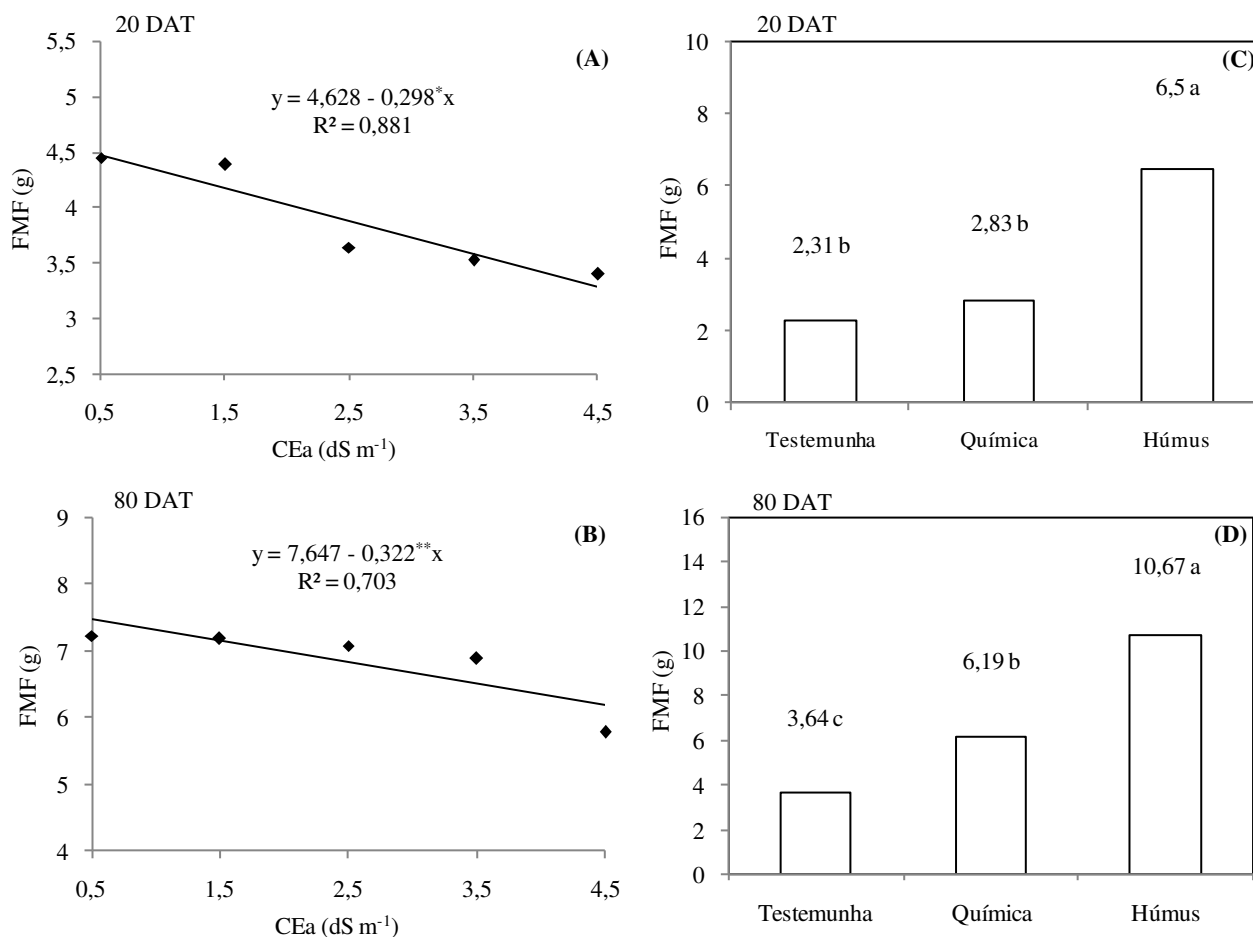 20 DAT
(A)
y = 4,628 - 0,298*x
R² = 0,881
5,5
5
4,5
4
3,5
3
2,5
FMF (g)
0,5 1,5 2,5 3,5 4,5
CEa (dS m⁻¹)
20 DAT
(C)
10
8
6
4
2
0
FMF (g)
2,31 b
2,83 b
6,5 a
Testemunha Química Húmus
80 DAT
(B)
y = 7,647 - 0,322**x
R² = 0,703
9
8
7
6
5
4
FMF (g)
0,5 1,5 2,5 3,5 4,5
CEa (dS m⁻¹)
80 DAT
(D)
16
14
12
10
8
6
4
2
0
FMF (g)
3,64 c
6,19 b
10,67 a
Testemunha Química Húmus